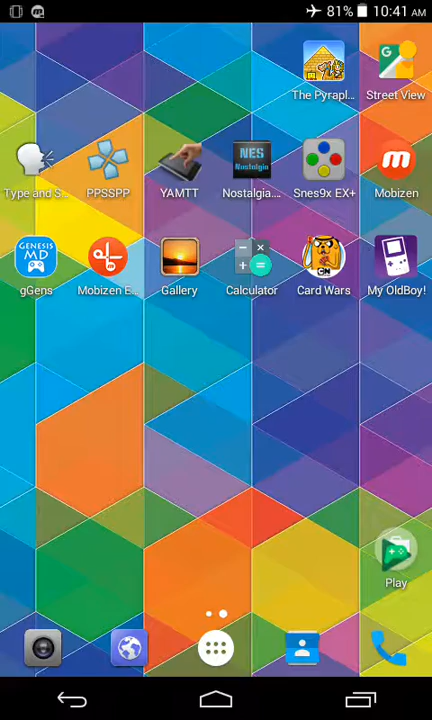 81% 10:41 AM
The Pyrapl... Street View
NES
Nostalgia
Type and S... PPSSPP YAMTT Nostalgia.... Snes9x EX+ Mobizen
GENESIS
MD
CN
gGens Mobizen E... Gallery Calculator Card Wars My OldBoy!
Play